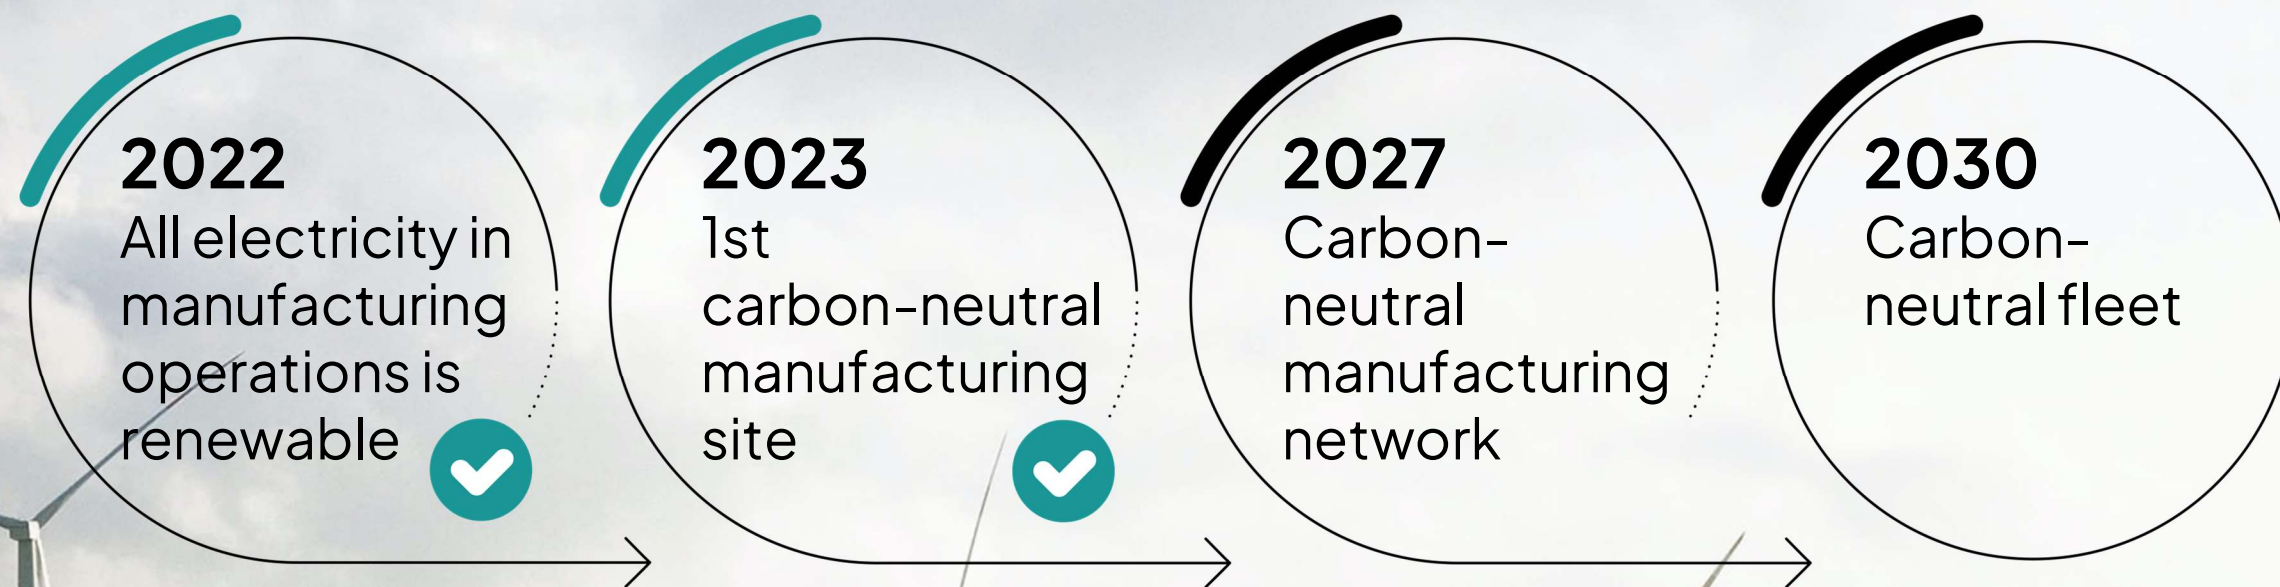 2022
All electricity in
manufacturing
operations is
renewable
2023
1st
carbon-neutral
manufacturing
site
2027
Carbon-
neutral
manufacturing
network
2030
Carbon-
neutral fleet